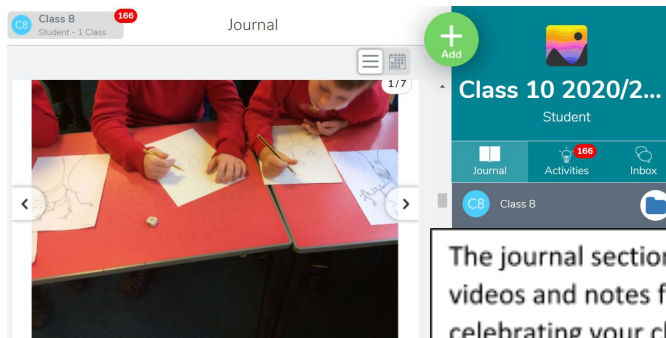 C8
Class 8
166
Student - 1 Class
Journal
1/7
Add
Class 10 2020/2...
Student
Journal
166
Activities
Inbox
C8
Class 8
The journal section
videos and notes f
celebrating your cl